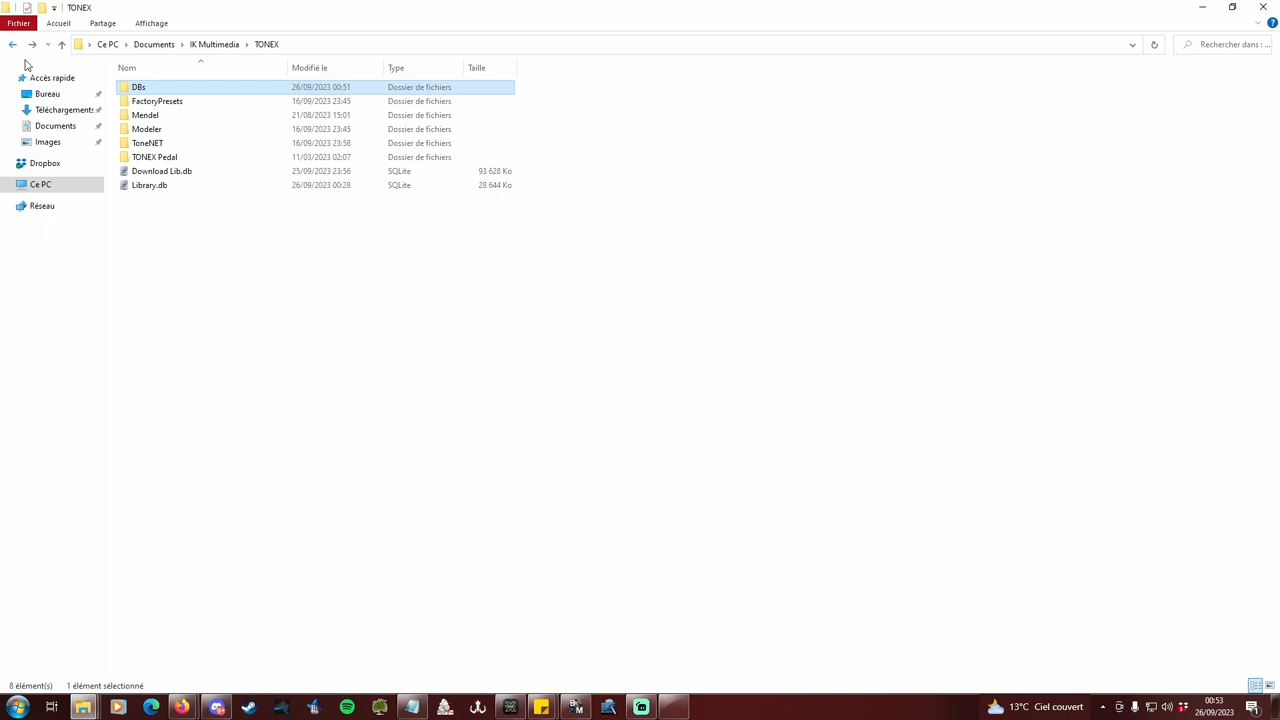 TONEX
Fichier Accueil Partage Affichage
Ce PC > Documents > IK Multimedia > TONEX
Rechercher dans : ...
Nom Modifié le Type Taille
Accès rapide
Bureau
Téléchargements
Documents
Images
Dropbox
Ce PC
Réseau
DBs 26/09/2023 00:51 Dossier de fichiers
FactoryPresets 16/09/2023 23:45 Dossier de fichiers
Mendel 21/08/2023 15:01 Dossier de fichiers
Modeler 16/09/2023 23:45 Dossier de fichiers
ToneNET 16/09/2023 23:58 Dossier de fichiers
TONEX Pedal 11/03/2023 02:07 Dossier de fichiers
Download Lib.db 25/09/2023 23:56 SQLite 93 628 Ko
Library.db 26/09/2023 00:28 SQLite 28 644 Ko
8 élément(s) 1 élément sélectionné
13°C Ciel couvert
00:53
26/09/2023